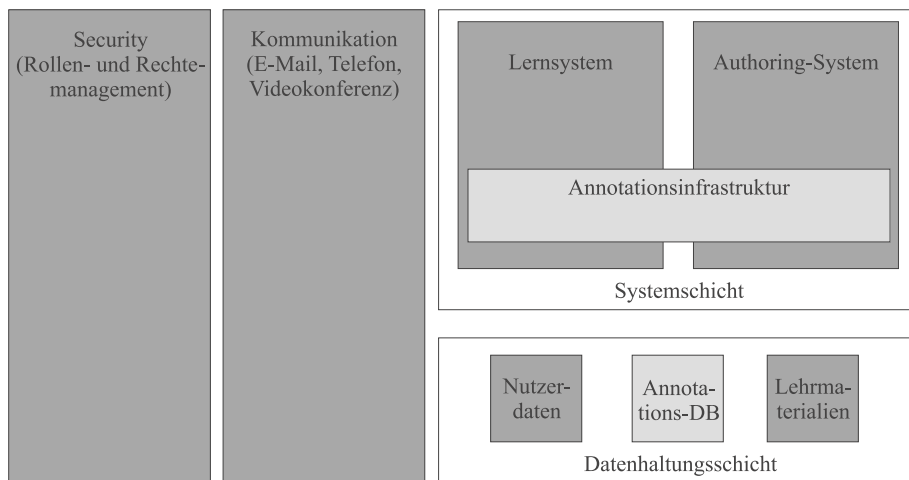 Security
(Rollen- und Rechte-
management)
Kommunikation
(E-Mail, Telefon,
Videokonferenz)
Lernsystem
Authoring-System
Annotationsinfrastruktur
Systemschicht
Nutzer-
daten
Annota-
tions-DB
Lehrma-
terialien
Datenhaltungsschicht